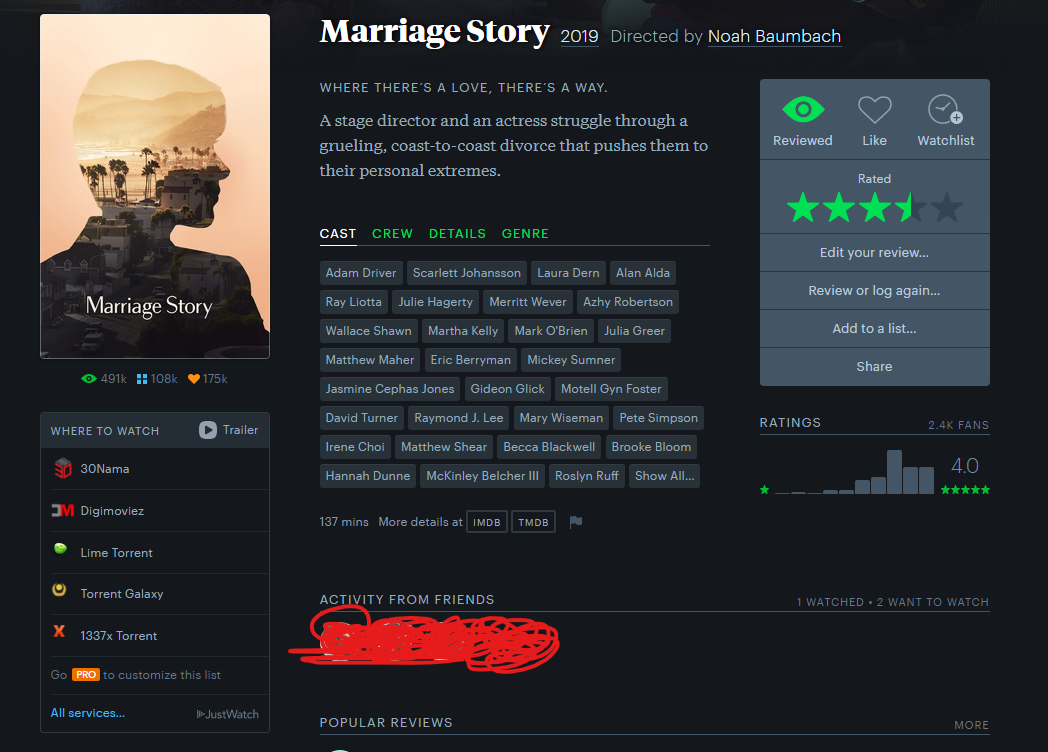 Marriage Story 2019 Directed by Noah Baumbach
WHERE THERE'S A LOVE, THERE'S A WAY.
A stage director and an actress struggle through a
grueling, coast-to-coast divorce that pushes them to
their personal extremes.
CAST CREW DETAILS GENRE
Adam Driver Scarlett Johansson Laura Dern Alan Alda
Ray Liotta Julie Hagerty Merritt Wever Azhy Robertson
Wallace Shawn Martha Kelly Mark O'Brien Julia Greer
Matthew Maher Eric Berryman Mickey Sumner
Jasmine Cephas Jones Gideon Glick Motell Gyn Foster
David Turner Raymond J. Lee Mary Wiseman Pete Simpson
Irene Choi Matthew Shear Becca Blackwell Brooke Bloom
Hannah Dunne McKinley Belcher III Roslyn Ruff Show All...
137 mins More details at IMDB TMDB
Marriage Story
491k 108k 175k
WHERE TO WATCH Trailer
30Nama
Digimoviez
Lime Torrent
Torrent Galaxy
1337x Torrent
Go PRO to customize this list
All services... JustWatch
Reviewed Like Watchlist
Rated
Edit your review...
Review or log again...
Add to a list...
Share
RATINGS 2.4K FANS
4.0
ACTIVITY FROM FRIENDS 1 WATCHED • 2 WANT TO WATCH
POPULAR REVIEWS MORE